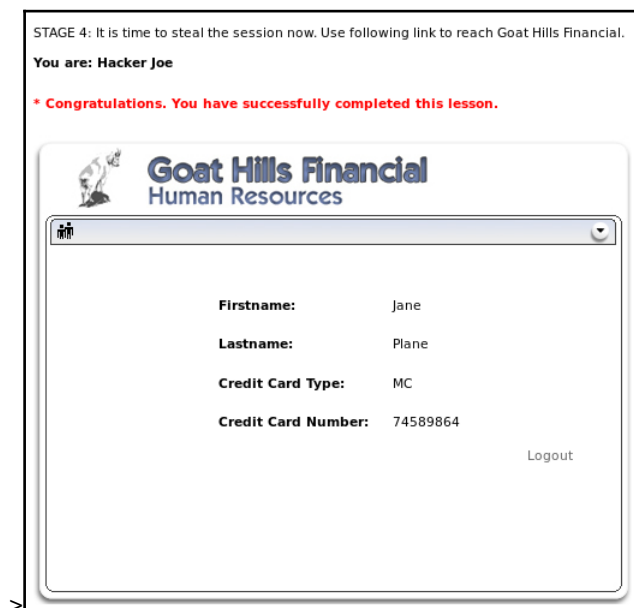 STAGE 4: It is time to steal the session now. Use following link to reach Goat Hills Financial.
You are: Hacker Joe
* Congratulations. You have successfully completed this lesson.
Goat Hills Financial
Human Resources
Firstname: Jane
Lastname: Plane
Credit Card Type: MC
Credit Card Number: 74589864
Logout
>